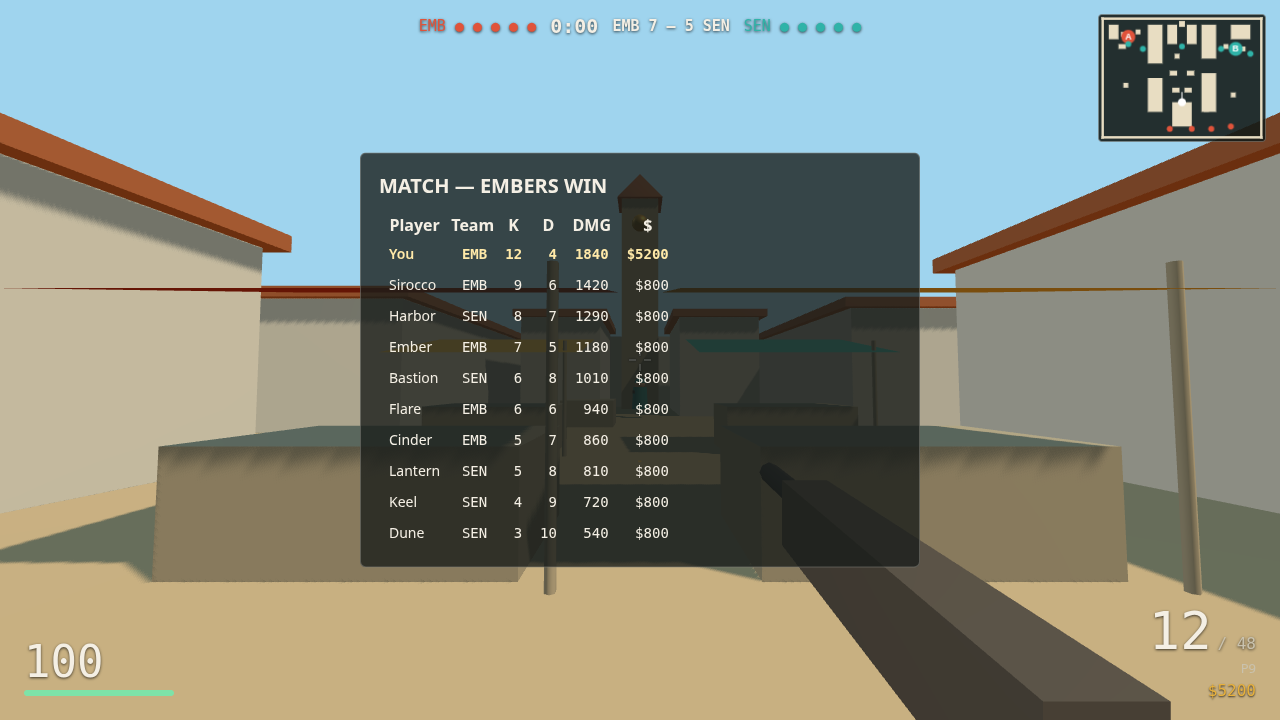 EMB 0:00 EMB 7 — 5 SEN SEN
A
B
MATCH — EMBERS WIN
Player Team K D DMG $
You EMB 12 4 1840 $5200
Sirocco EMB 9 6 1420 $800
Harbor SEN 8 7 1290 $800
Ember EMB 7 5 1180 $800
Bastion SEN 6 8 1010 $800
Flare EMB 6 6 940 $800
Cinder EMB 5 7 860 $800
Lantern SEN 5 8 810 $800
Keel SEN 4 9 720 $800
Dune SEN 3 10 540 $800
100
12 / 48
P9
$5200